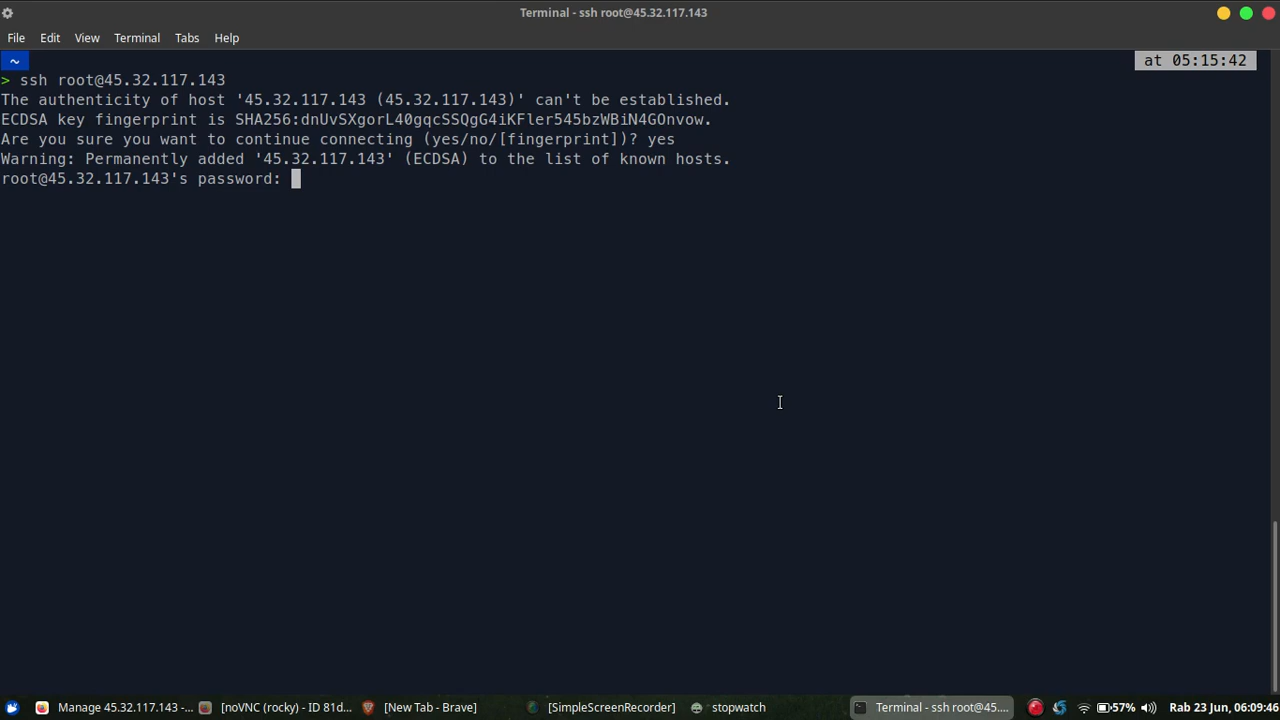 Terminal - ssh root@45.32.117.143
File Edit View Terminal Tabs Help
~ at 05:15:42
> ssh root@45.32.117.143
The authenticity of host '45.32.117.143 (45.32.117.143)' can't be established.
ECDSA key fingerprint is SHA256:dnUvSXgorL40gqcSSQgG4iKFler545bzWBiN4GOnvow.
Are you sure you want to continue connecting (yes/no/[fingerprint])? yes
Warning: Permanently added '45.32.117.143' (ECDSA) to the list of known hosts.
root@45.32.117.143's password:
Manage 45.32.117.143 -... [noVNC (rocky) - ID 81d... [New Tab - Brave] [SimpleScreenRecorder] stopwatch Terminal - ssh root@45.... 57% Rab 23 Jun, 06:09:46